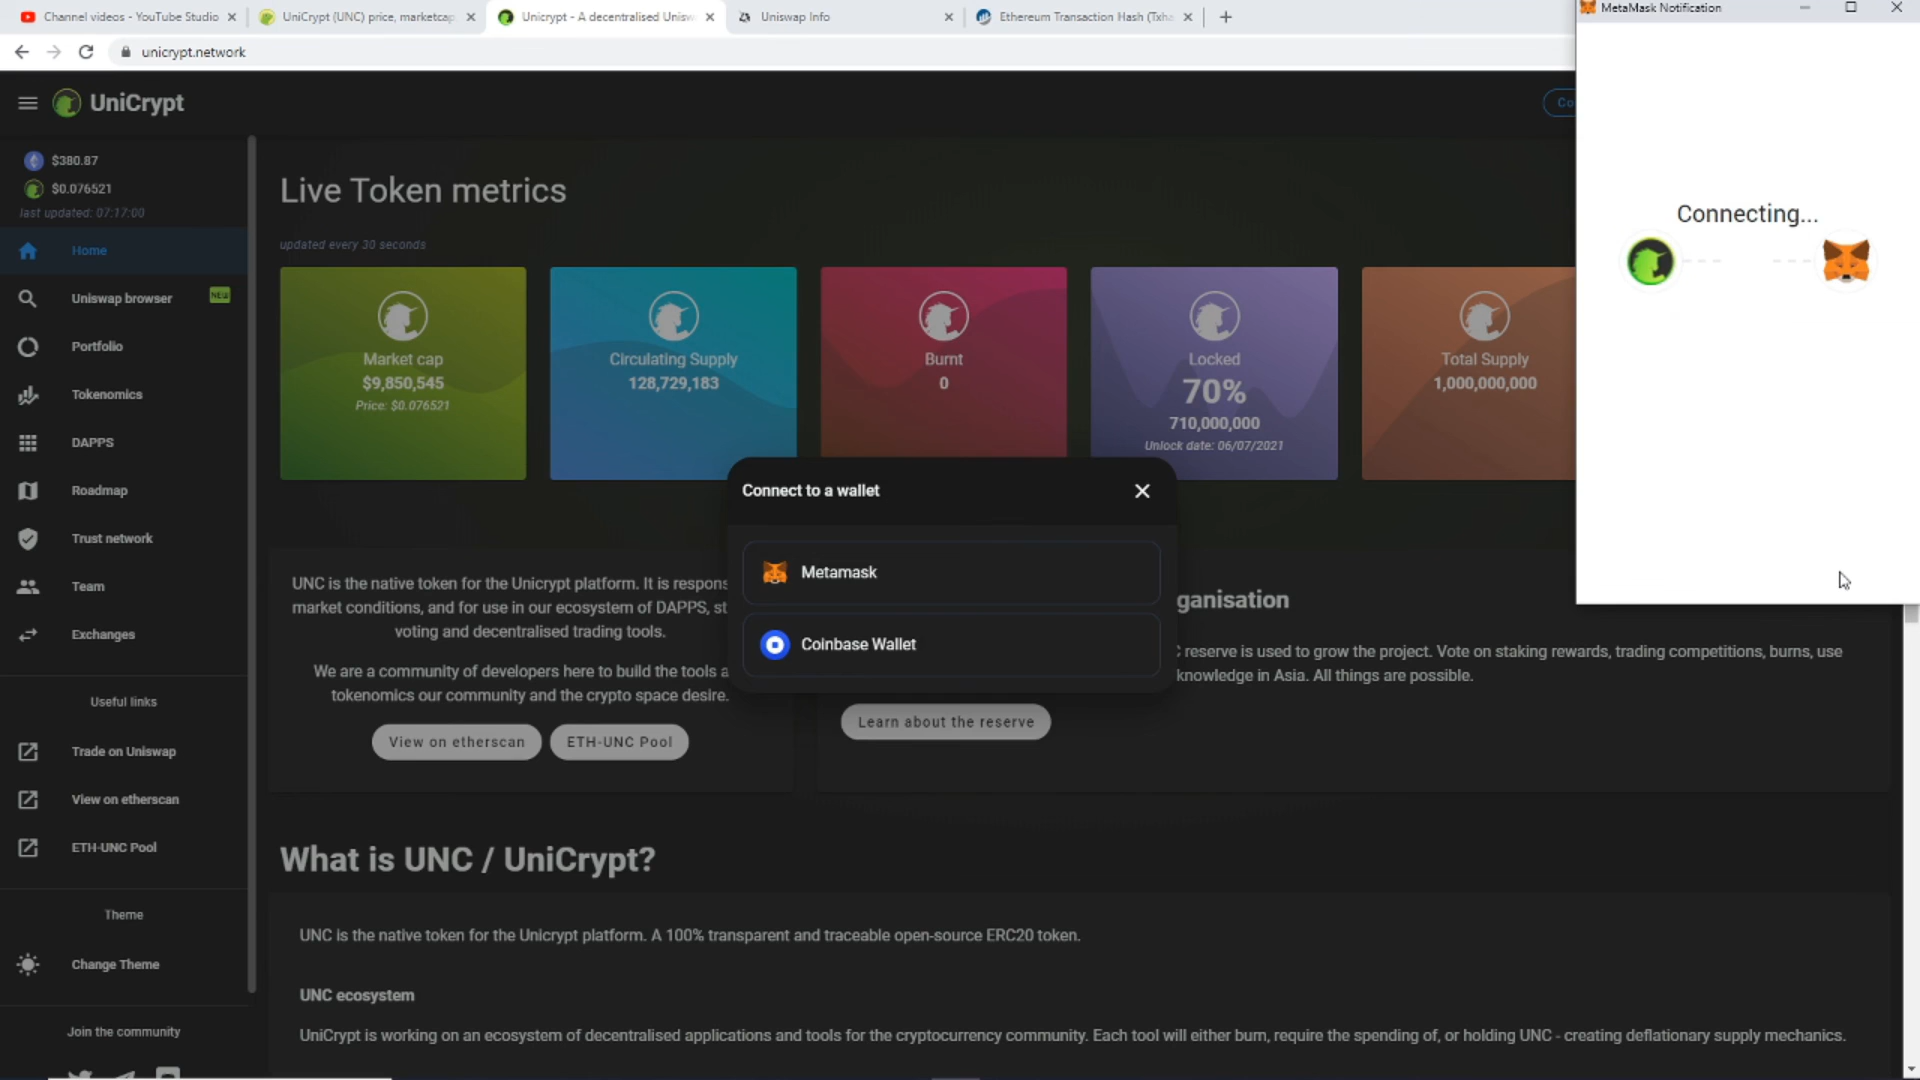 Channel videos - YouTube Studio
UniCrypt (UNC) price, marketcap
Unicrypt - A decentralised Unisw
Uniswap Info
Ethereum Transaction Hash (Txha
MetaMask Notification
unicrypt.network
UniCrypt
Co
$380.87
$0.076521
last updated: 07:17:00
Home
Uniswap browser
NEW
Portfolio
Tokenomics
DAPPS
Roadmap
Trust network
Team
Exchanges
Useful links
Trade on Uniswap
View on etherscan
ETH-UNC Pool
Theme
Change Theme
Join the community
Live Token metrics
updated every 30 seconds
Market cap
$9,850,545
Price: $0.076521
Circulating Supply
128,729,183
Burnt
0
Locked
70%
710,000,000
Unlock date: 06/07/2021
Total Supply
1,000,000,000
Connecting...
Connect to a wallet
Metamask
Coinbase Wallet
UNC is the native token for the Unicrypt platform. It is respons
market conditions, and for use in our ecosystem of DAPPS, st
voting and decentralised trading tools.
We are a community of developers here to build the tools a
tokenomics our community and the crypto space desire.
View on etherscan
ETH-UNC Pool
ganisation
reserve is used to grow the project. Vote on staking rewards, trading competitions, burns, use
knowledge in Asia. All things are possible.
Learn about the reserve
What is UNC / UniCrypt?
UNC is the native token for the Unicrypt platform. A 100% transparent and traceable open-source ERC20 token.
UNC ecosystem
UniCrypt is working on an ecosystem of decentralised applications and tools for the cryptocurrency community. Each tool will either burn, require the spending of, or holding UNC - creating deflationary supply mechanics.